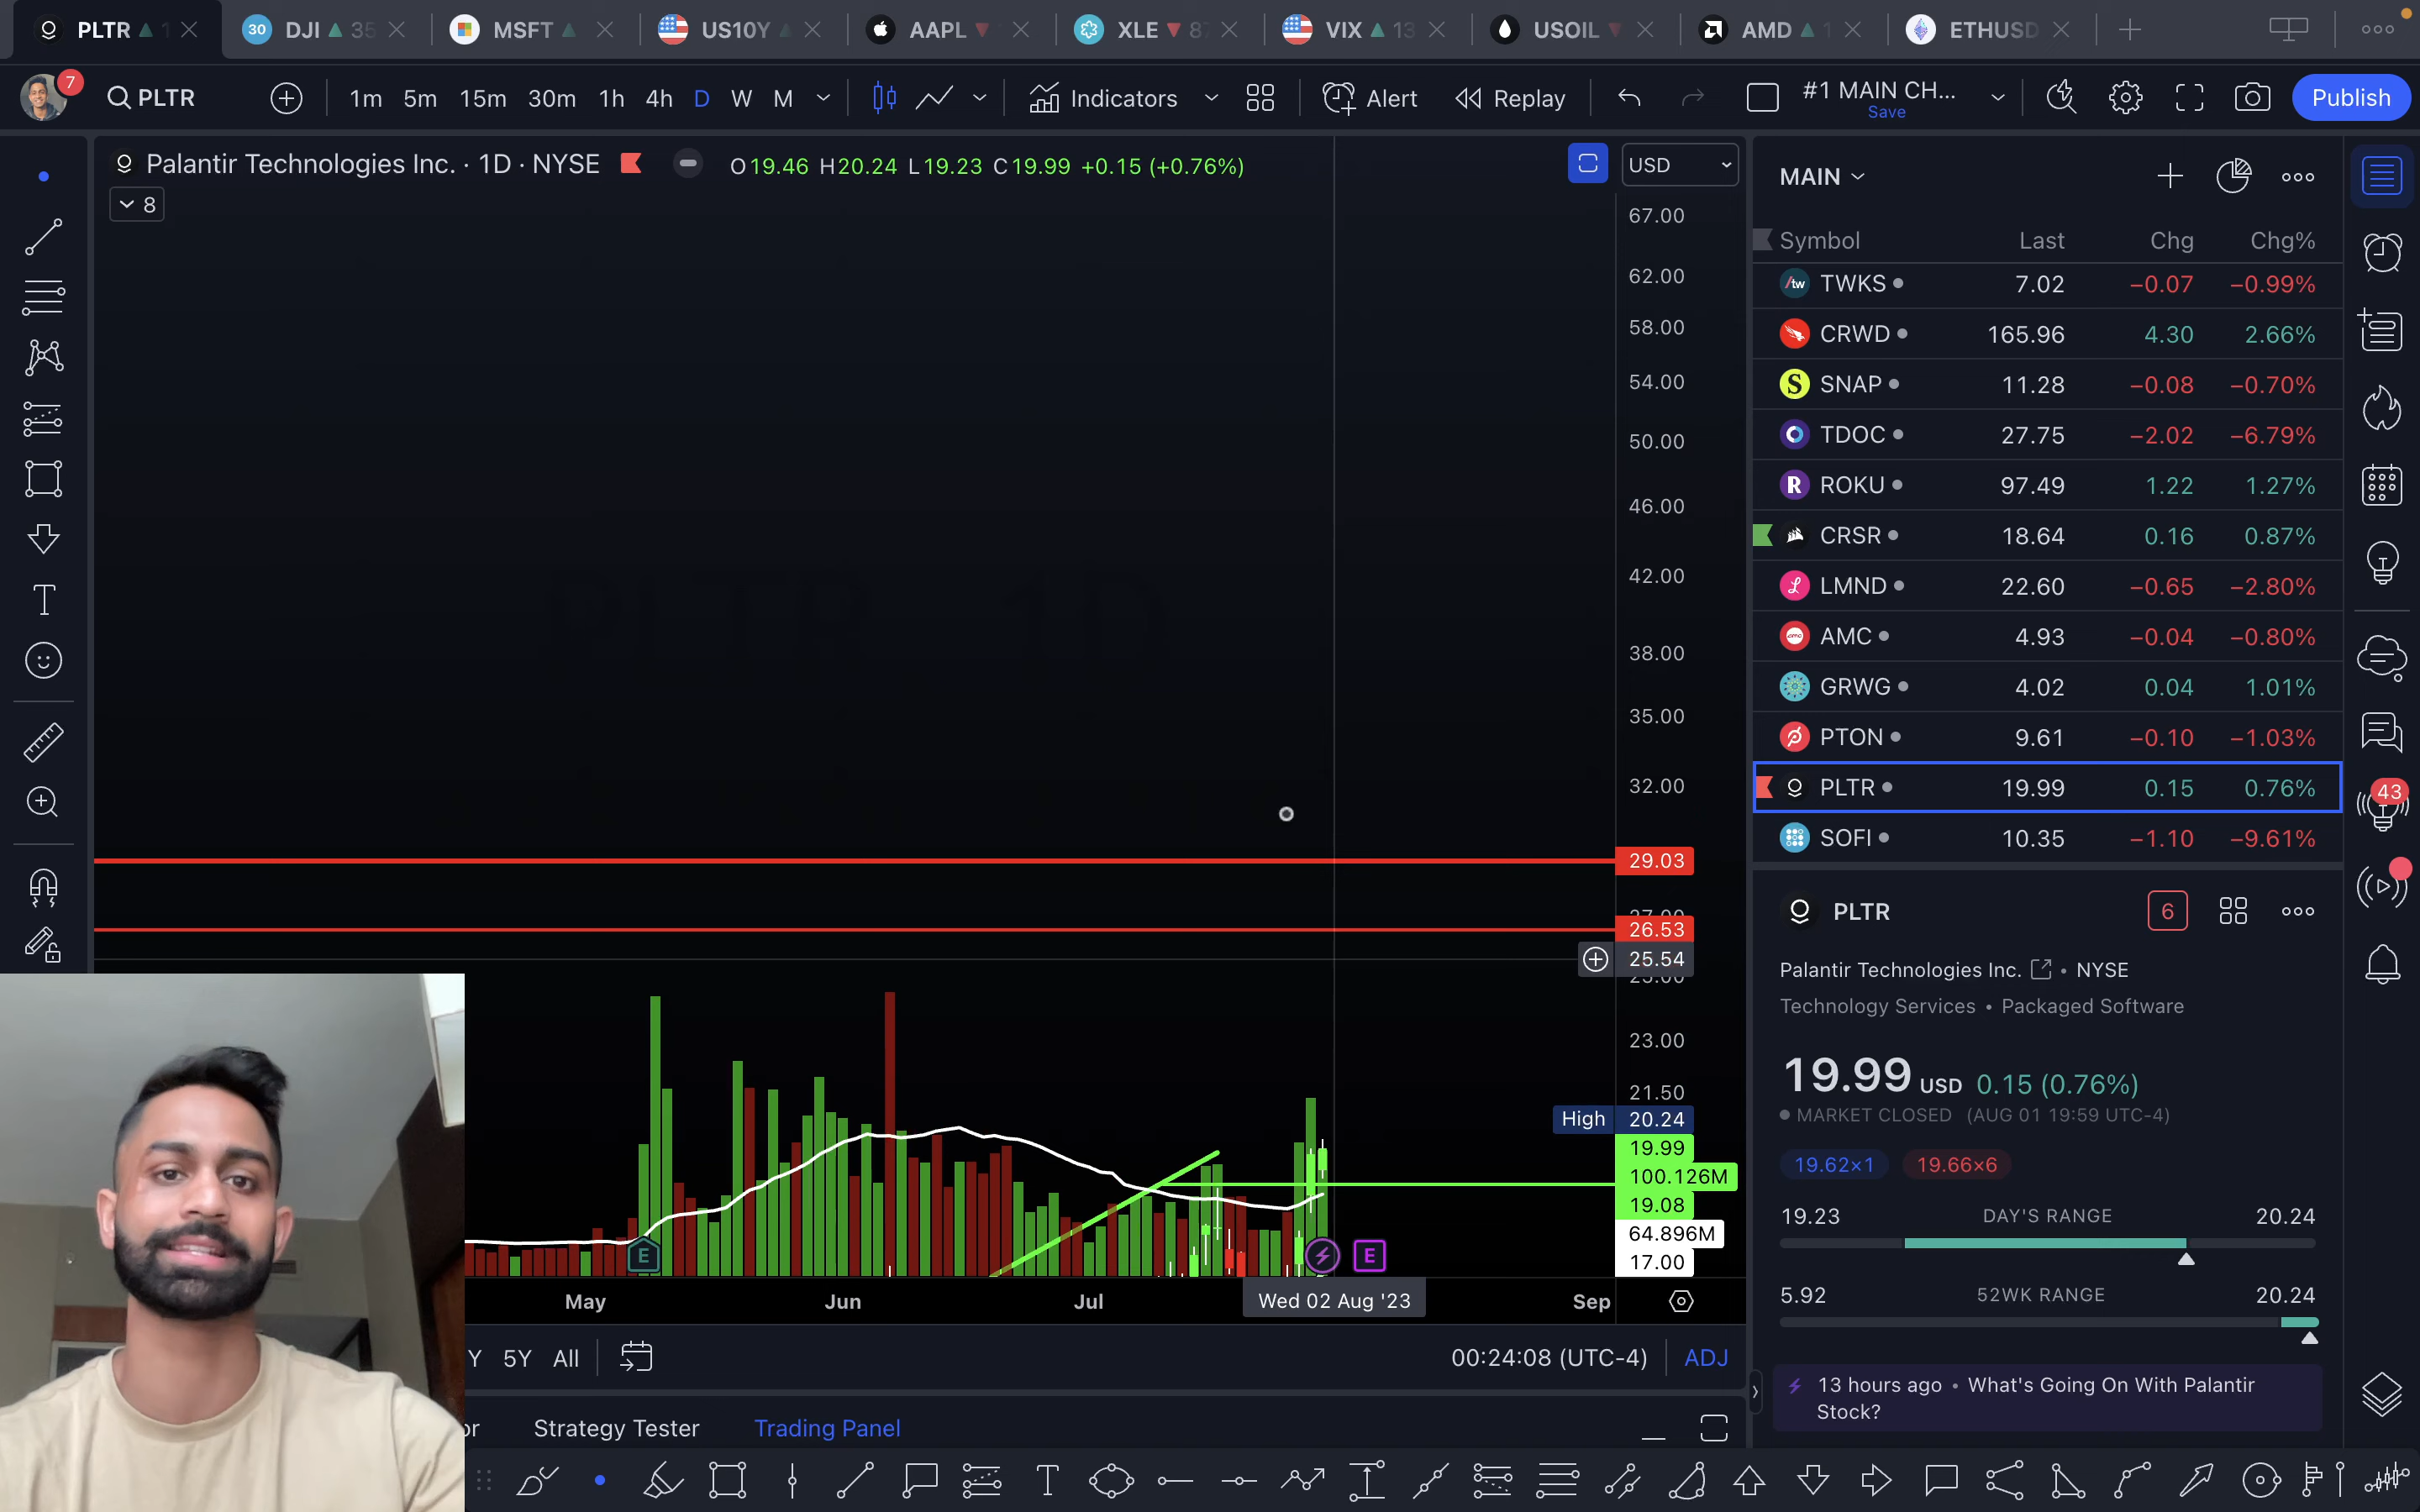 PLTR
30 DJI 35
MSFT
US10Y
AAPL
XLE 8
VIX 13
USOIL
AMD 1
ETHUSD
7
PLTR
1m 5m 15m 30m 1h 4h D W M
Indicators
Alert
Replay
#1 MAIN CH...
Save
Publish
Palantir Technologies Inc. · 1D · NYSE
O19.46 H20.24 L19.23 C19.99 +0.15 (+0.76%)
8
USD
67.00
62.00
58.00
54.00
50.00
46.00
42.00
38.00
35.00
32.00
29.03
26.53
25.54
23.00
21.50
High 20.24
19.99
100.126M
19.08
64.896M
17.00
PLTR 1D
E
E
May Jun Jul Wed 02 Aug '23 Sep
Y 5Y All
00:24:08 (UTC-4) ADJ
or Strategy Tester Trading Panel
MAIN
Symbol Last Chg Chg%
TWKS 7.02 −0.07 −0.99%
CRWD 165.96 4.30 2.66%
SNAP 11.28 −0.08 −0.70%
TDOC 27.75 −2.02 −6.79%
ROKU 97.49 1.22 1.27%
CRSR 18.64 0.16 0.87%
LMND 22.60 −0.65 −2.80%
AMC 4.93 −0.04 −0.80%
GRWG 4.02 0.04 1.01%
PTON 9.61 −0.10 −1.03%
PLTR 19.99 0.15 0.76%
SOFI 10.35 −1.10 −9.61%
43
PLTR
6
Palantir Technologies Inc. • NYSE
Technology Services • Packaged Software
19.99 USD 0.15 (0.76%)
MARKET CLOSED (AUG 01 19:59 UTC-4)
19.62×1 19.66×6
19.23 DAY'S RANGE 20.24
5.92 52WK RANGE 20.24
13 hours ago • What's Going On With Palantir
Stock?